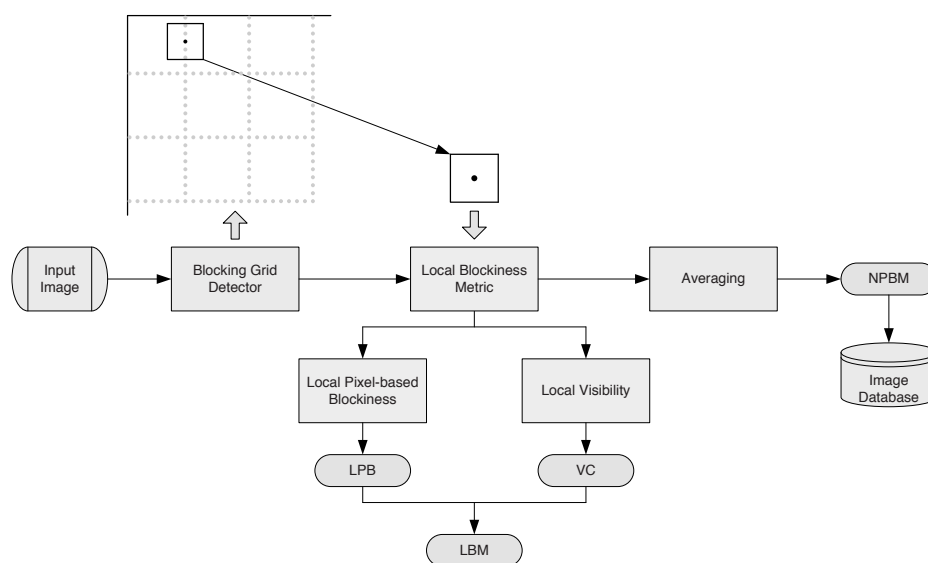 Input
Image
Blocking Grid
Detector
Local Blockiness
Metric
Averaging
NPBM
Image
Database
Local Pixel-based
Blockiness
Local Visibility
LPB
VC
LBM